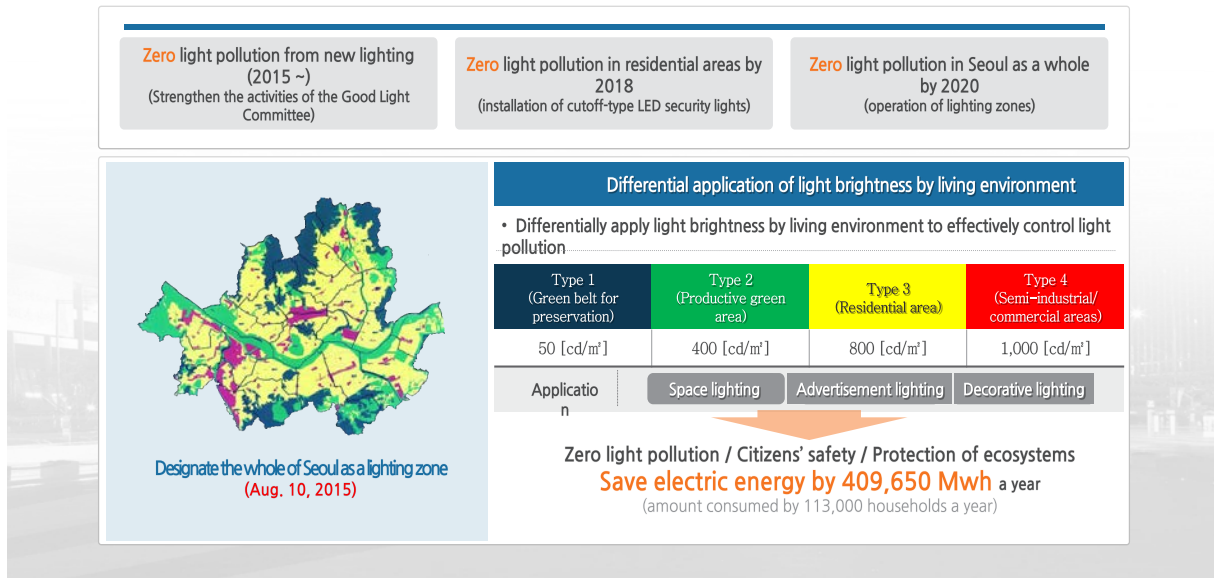 Zero light pollution from new lighting
(2015 ~)
(Strengthen the activities of the Good Light
Committee)
Zero light pollution in residential areas by
2018
(installation of cutoff-type LED security lights)
Zero light pollution in Seoul as a whole
by 2020
(operation of lighting zones)
Designate the whole of Seoul as a lighting zone
(Aug. 10, 2015)
Differential application of light brightness by living environment
• Differentially apply light brightness by living environment to effectively control light
pollution
Type 1
(Green belt for
preservation)
Type 2
(Productive green
area)
Type 3
(Residential area)
Type 4
(Semi-industrial/
commercial areas)
50 [cd/㎡]
400 [cd/㎡]
800 [cd/㎡]
1,000 [cd/㎡]
Applicatio
n
Space lighting
Advertisement lighting
Decorative lighting
Zero light pollution / Citizens' safety / Protection of ecosystems
Save electric energy by 409,650 Mwh a year
(amount consumed by 113,000 households a year)